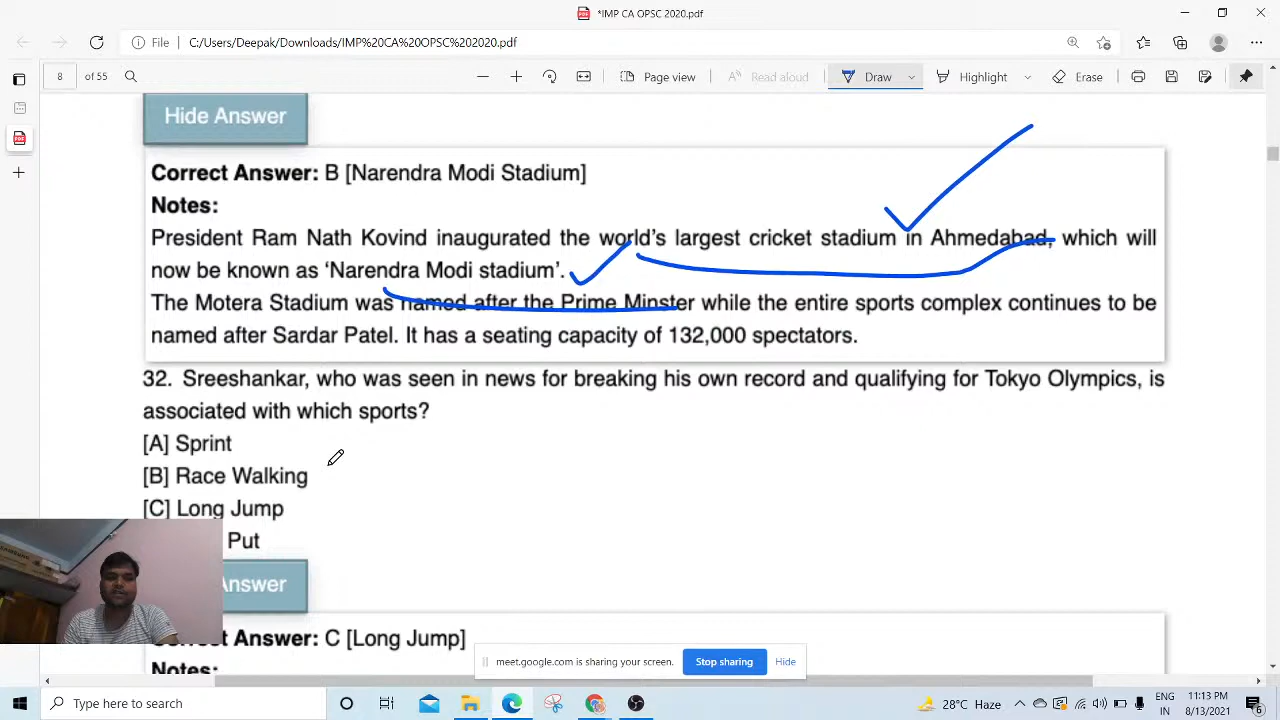 *IMP CA OPSC 2020.pdf
File C:/Users/Deepak/Downloads/IMP%20CA%20OPSC%202020.pdf
8 of 55 Page view Read aloud Draw Highlight Erase
Hide Answer
Correct Answer: B [Narendra Modi Stadium]
Notes:
President Ram Nath Kovind inaugurated the world's largest cricket stadium in Ahmedabad, which will
now be known as 'Narendra Modi stadium'.
The Motera Stadium was named after the Prime Minster while the entire sports complex continues to be
named after Sardar Patel. It has a seating capacity of 132,000 spectators.
32. Sreeshankar, who was seen in news for breaking his own record and qualifying for Tokyo Olympics, is
associated with which sports?
[A] Sprint
[B] Race Walking
[C] Long Jump
Put
Answer
Answer: C [Long Jump]
Notes:
meet.google.com is sharing your screen. Stop sharing Hide
Type here to search
28°C Haze
ENG
IN
11:13 PM
8/13/2021
6